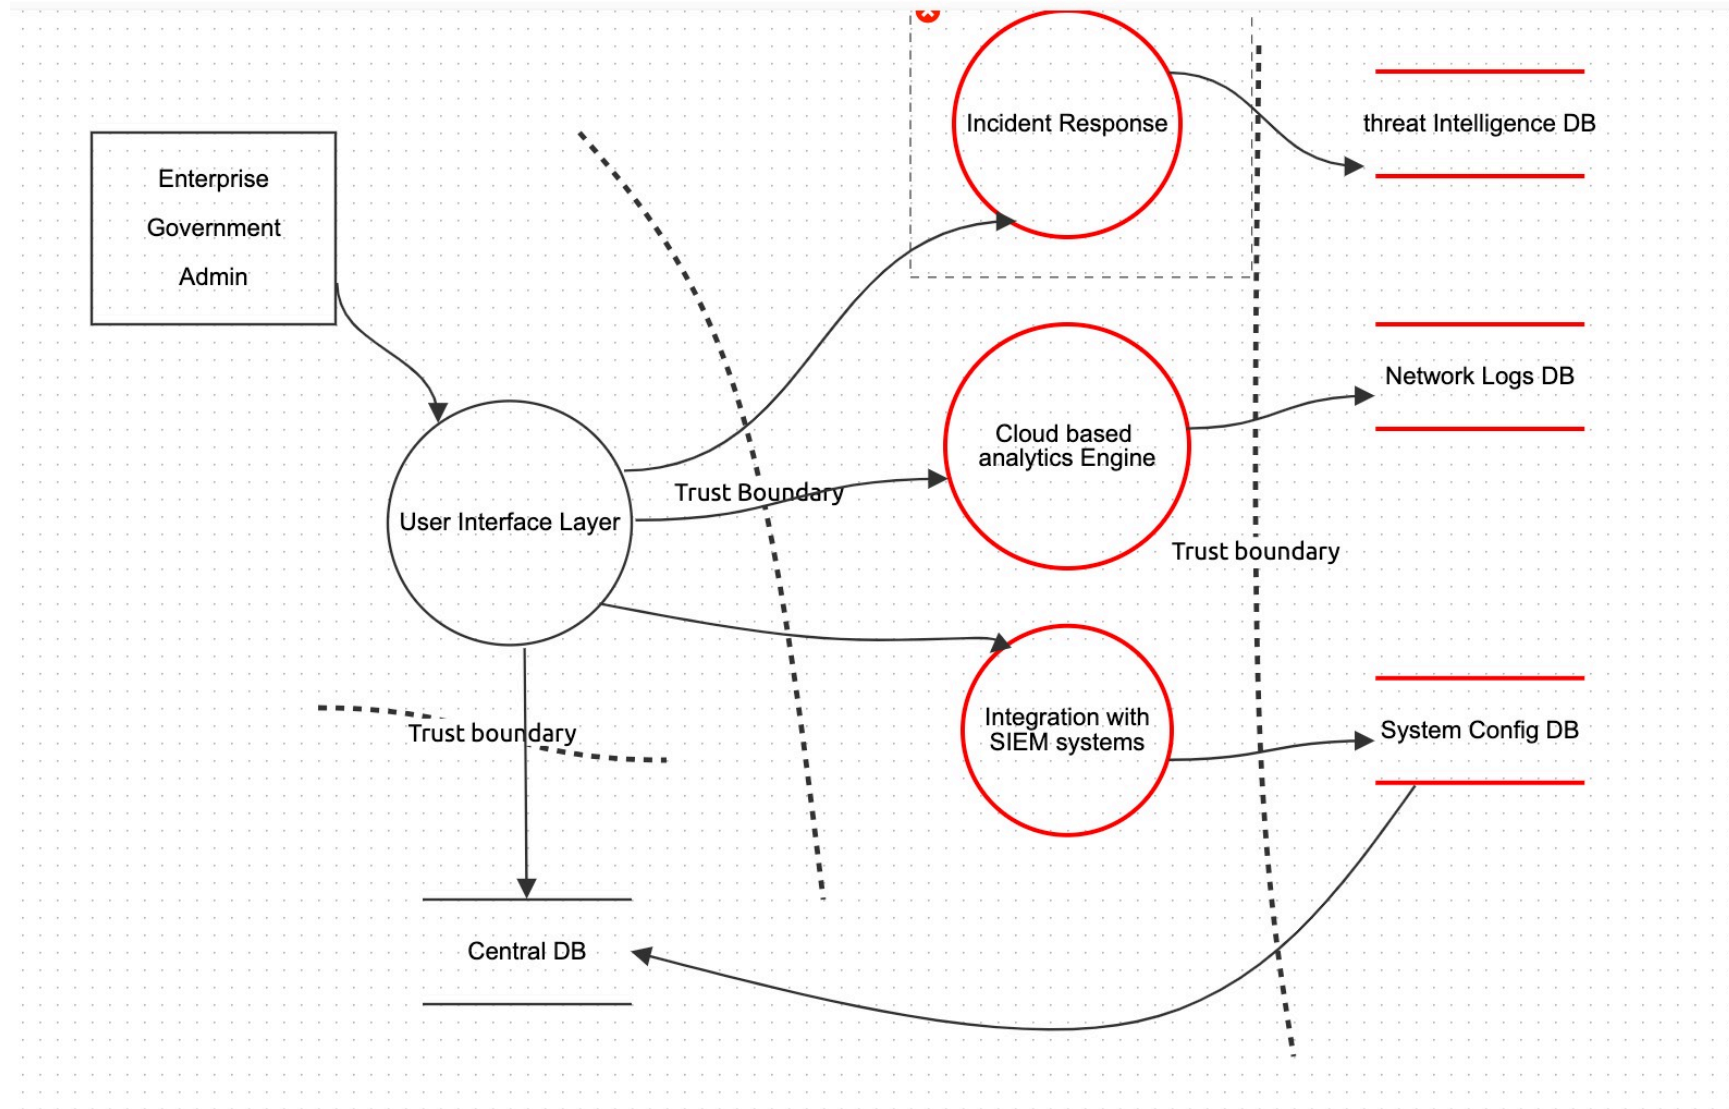 Incident Response
threat Intelligence DB
Enterprise
Government
Admin
Network Logs DB
Cloud based
analytics Engine
Trust Boundary
User Interface Layer
Trust boundary
Integration with
SIEM systems
System Config DB
Trust boundary
Central DB